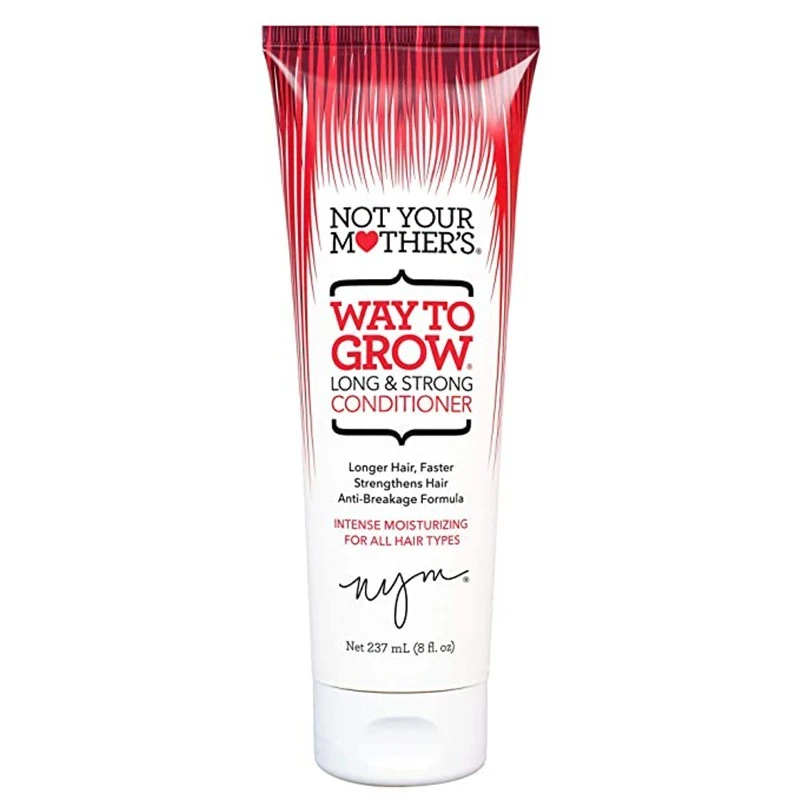 NOT YOUR
M❤THER'S®
WAY TO
GROW®
LONG & STRONG
CONDITIONER
Longer Hair, Faster
Strengthens Hair
Anti-Breakage Formula
INTENSE MOISTURIZING
FOR ALL HAIR TYPES
nym®
Net 237 mL (8 fl. oz)